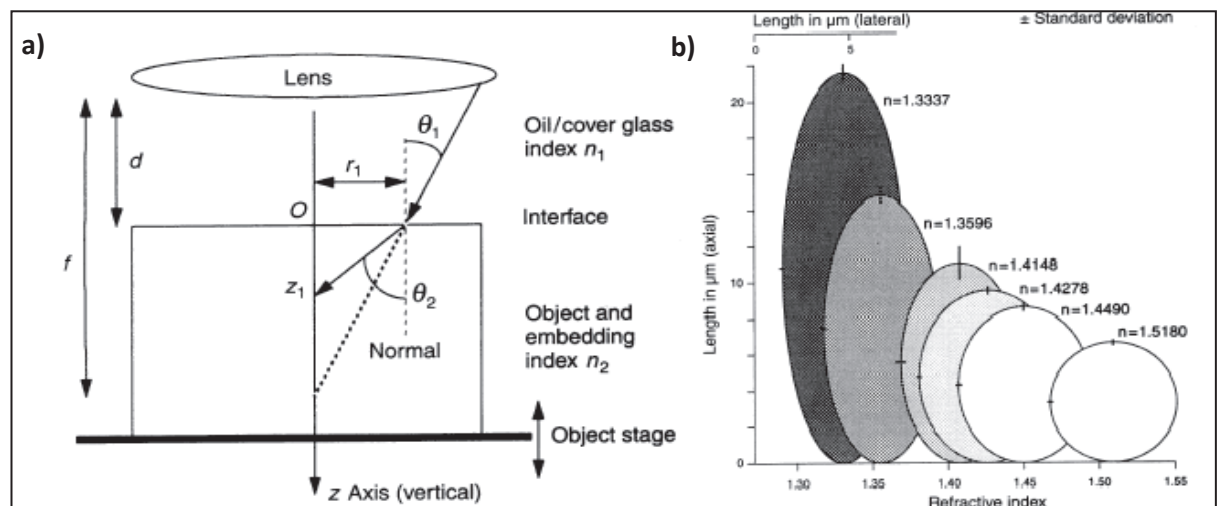 a)
Lens
θ1
Oil/cover glass
index n1
d
r1
O
Interface
f
z1
θ2
Object and
embedding
index n2
Normal
Object stage
z Axis (vertical)
b)
Length in µm (lateral)
± Standard deviation
0 5
20
10
0
Length in µm (axial)
n=1.3337
n=1.3596
n=1.4148
n=1.4278
n=1.4490
n=1.5180
1.30 1.35 1.40 1.45 1.50 1.55
Refractive index